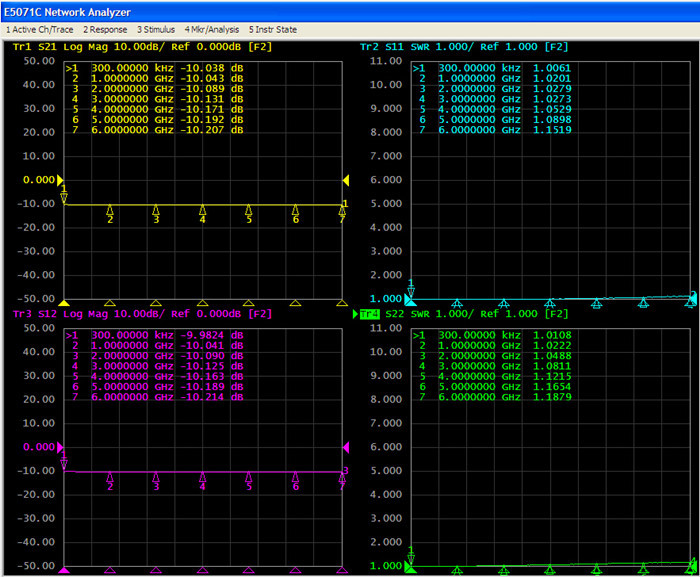 E5071C Network Analyzer
1 Active Ch/Trace 2 Response 3 Stimulus 4 Mkr/Analysis 5 Instr State
Tr1 S21 Log Mag 10.00dB/ Ref 0.000dB [F2]
50.00
>1 300.00000 kHz -10.038 dB
2 1.0000000 GHz -10.043 dB
40.00
3 2.0000000 GHz -10.089 dB
4 3.0000000 GHz -10.131 dB
30.00
5 4.0000000 GHz -10.171 dB
6 5.0000000 GHz -10.192 dB
20.00
7 6.0000000 GHz -10.207 dB
10.00
0.000
1
1
-10.00
2 3 4 5 6 7
-20.00
-30.00
-40.00
-50.00
Tr2 S11 SWR 1.000/ Ref 1.000 [F2]
11.00
>1 300.00000 kHz 1.0061
2 1.0000000 GHz 1.0201
10.00
3 2.0000000 GHz 1.0279
4 3.0000000 GHz 1.0273
9.000
5 4.0000000 GHz 1.0529
6 5.0000000 GHz 1.0898
8.000
7 6.0000000 GHz 1.1519
7.000
6.000
5.000
4.000
3.000
2.000
1
1.000
Tr3 S12 Log Mag 10.00dB/ Ref 0.000dB [F2]
50.00
>1 300.00000 kHz -9.9824 dB
2 1.0000000 GHz -10.041 dB
40.00
3 2.0000000 GHz -10.090 dB
4 3.0000000 GHz -10.125 dB
30.00
5 4.0000000 GHz -10.163 dB
6 5.0000000 GHz -10.189 dB
20.00
7 6.0000000 GHz -10.214 dB
10.00
0.000
1
3
-10.00
2 3 4 5 6 7
-20.00
-30.00
-40.00
-50.00
Tr4 S22 SWR 1.000/ Ref 1.000 [F2]
11.00
>1 300.00000 kHz 1.0108
2 1.0000000 GHz 1.0222
10.00
3 2.0000000 GHz 1.0488
4 3.0000000 GHz 1.0811
9.000
5 4.0000000 GHz 1.1215
6 5.0000000 GHz 1.1654
8.000
7 6.0000000 GHz 1.1879
7.000
6.000
5.000
4.000
3.000
2.000
1
1.000